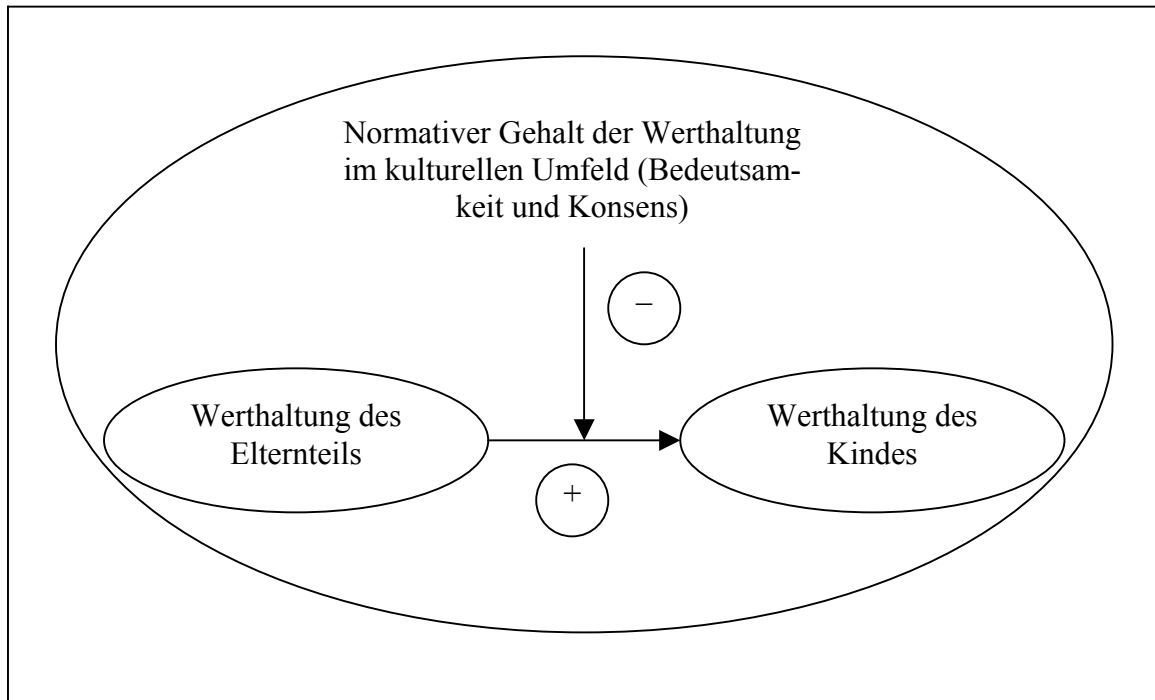 Normativer Gehalt der Werthaltung
im kulturellen Umfeld (Bedeutsam-
keit und Konsens)
−
Werthaltung des
Elternteils
Werthaltung des
Kindes
+